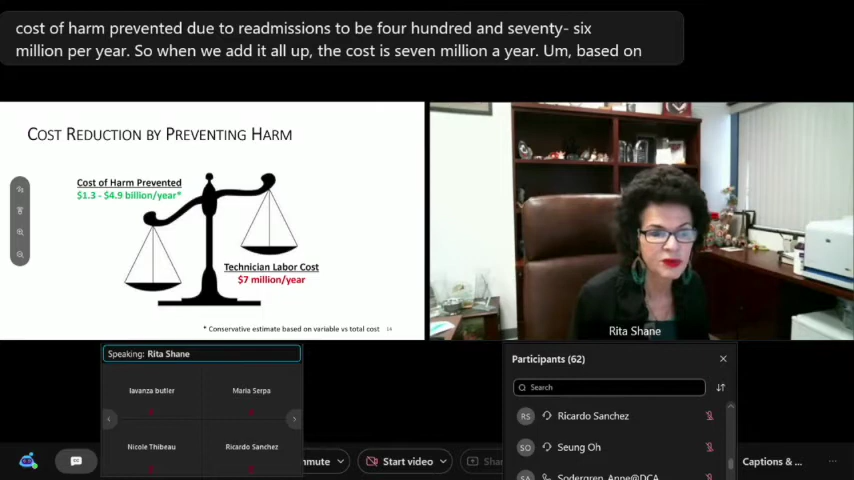 cost of harm prevented due to readmissions to be four hundred and seventy- six
million per year. So when we add it all up, the cost is seven million a year. Um, based on
COST REDUCTION BY PREVENTING HARM
Cost of Harm Prevented
$1.3 - $4.9 billion/year*
Technician Labor Cost
$7 million/year
* Conservative estimate based on variable vs total cost 14
Rita Shane
Speaking: Rita Shane
lavanza butler
Maria Serpa
Nicole Thibeau
Ricardo Sanchez
Participants (62)
Search
RS Ricardo Sanchez
SO Seung Oh
SA Sodergren, Anne@DCA
mute
Start video
Shar
Captions & ...